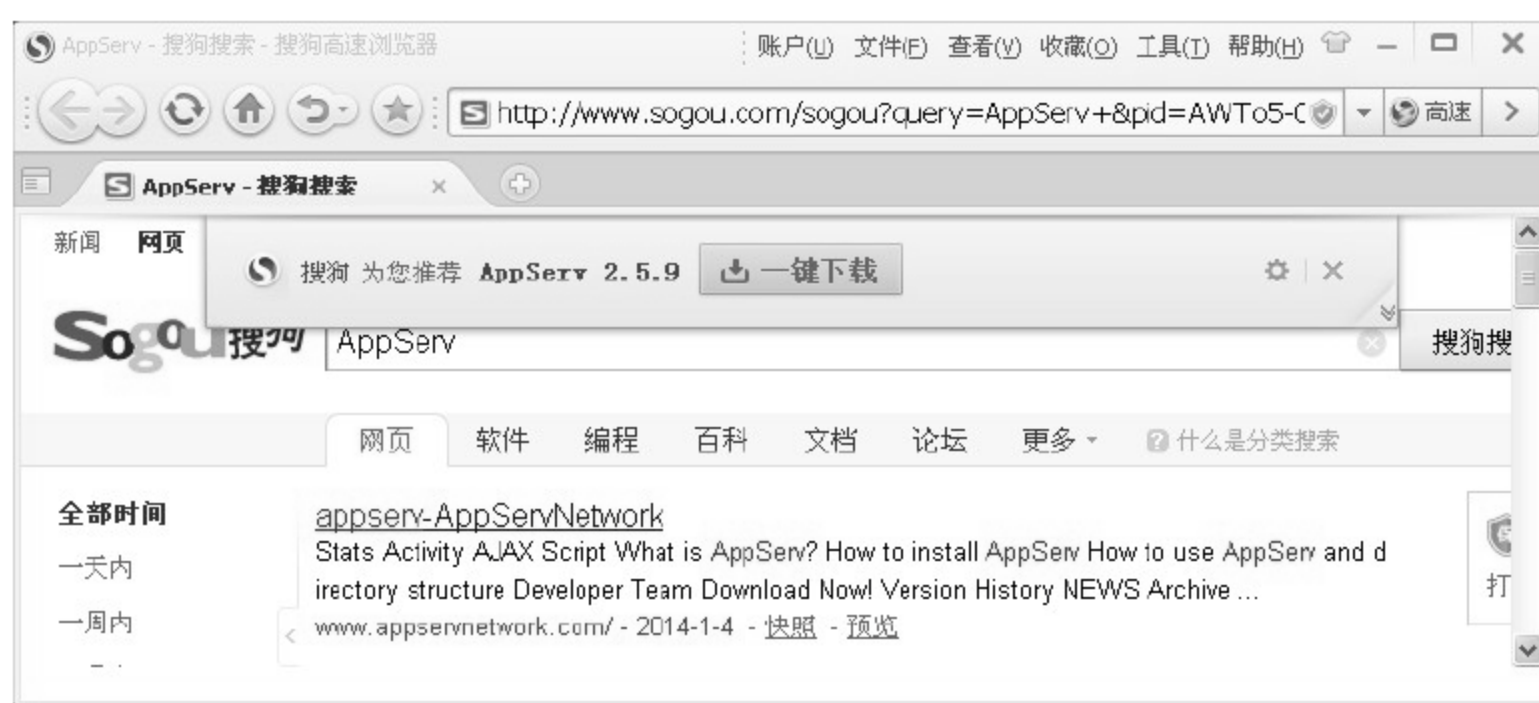 AppServ - 搜狗搜索 - 搜狗高速浏览器 账户(U) 文件(F) 查看(V) 收藏(O) 工具(T) 帮助(H)
http://www.sogou.com/sogou?query=AppServ+&pid=AWTo5-C 高速
AppServ - 搜狗搜索
新闻 网页
搜狗 为您推荐 AppServ 2.5.9 一键下载
Sogou搜狗 AppServ 搜狗搜
网页 软件 编程 百科 文档 论坛 更多 什么是分类搜索
全部时间
一天内
一周内
appserv-AppServNetwork
Stats Activity AJAX Script What is AppServ? How to install AppServ How to use AppServ and d
irectory structure Developer Team Download Now! Version History NEWS Archive ...
www.appservnetwork.com/ - 2014-1-4 - 快照 - 预览
打